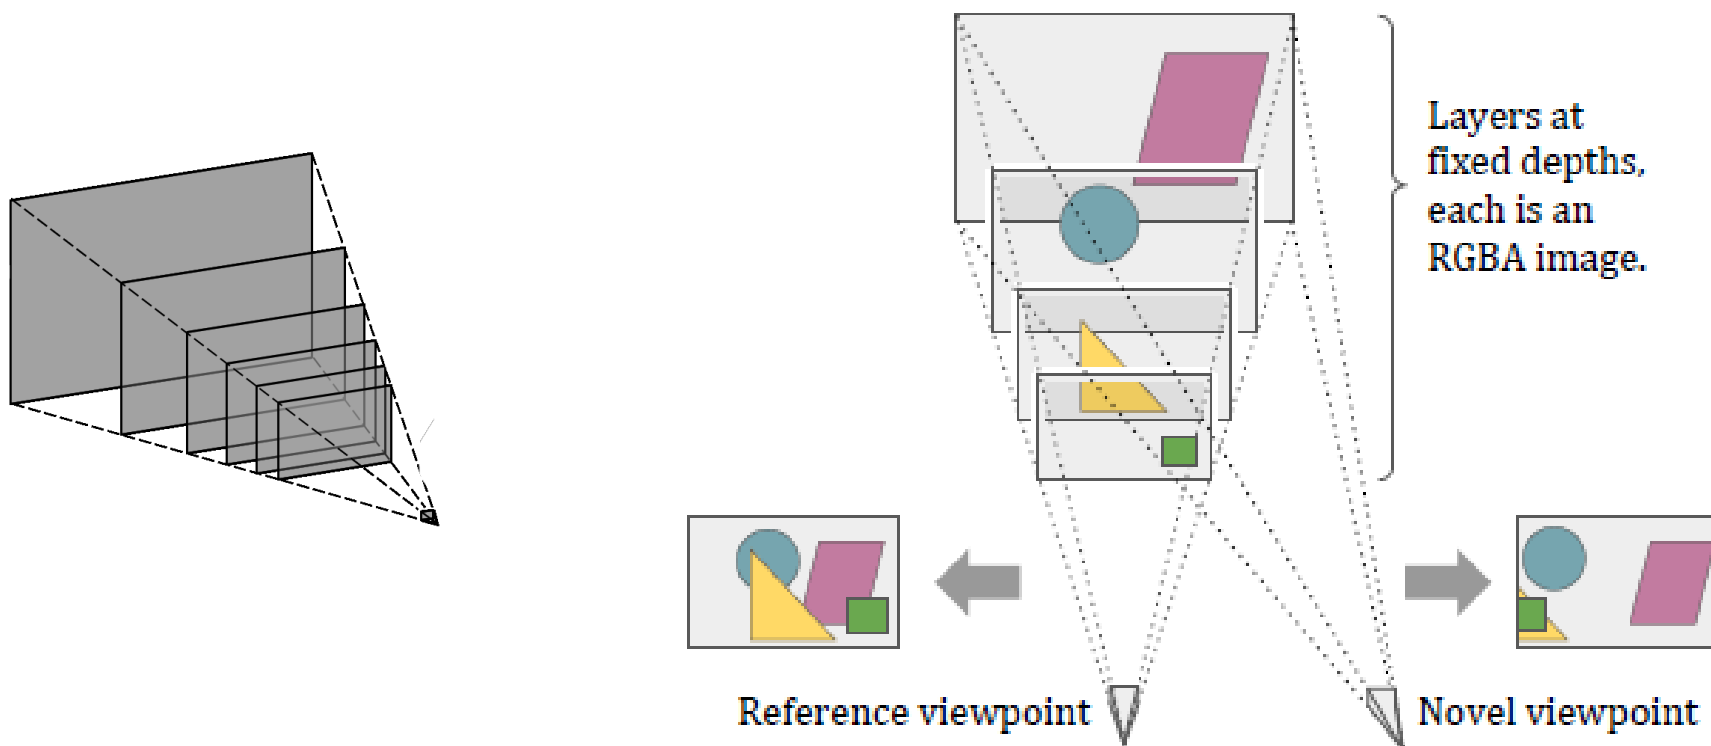 Layers at
fixed depths,
each is an
RGBA image.
Reference viewpoint
Novel viewpoint